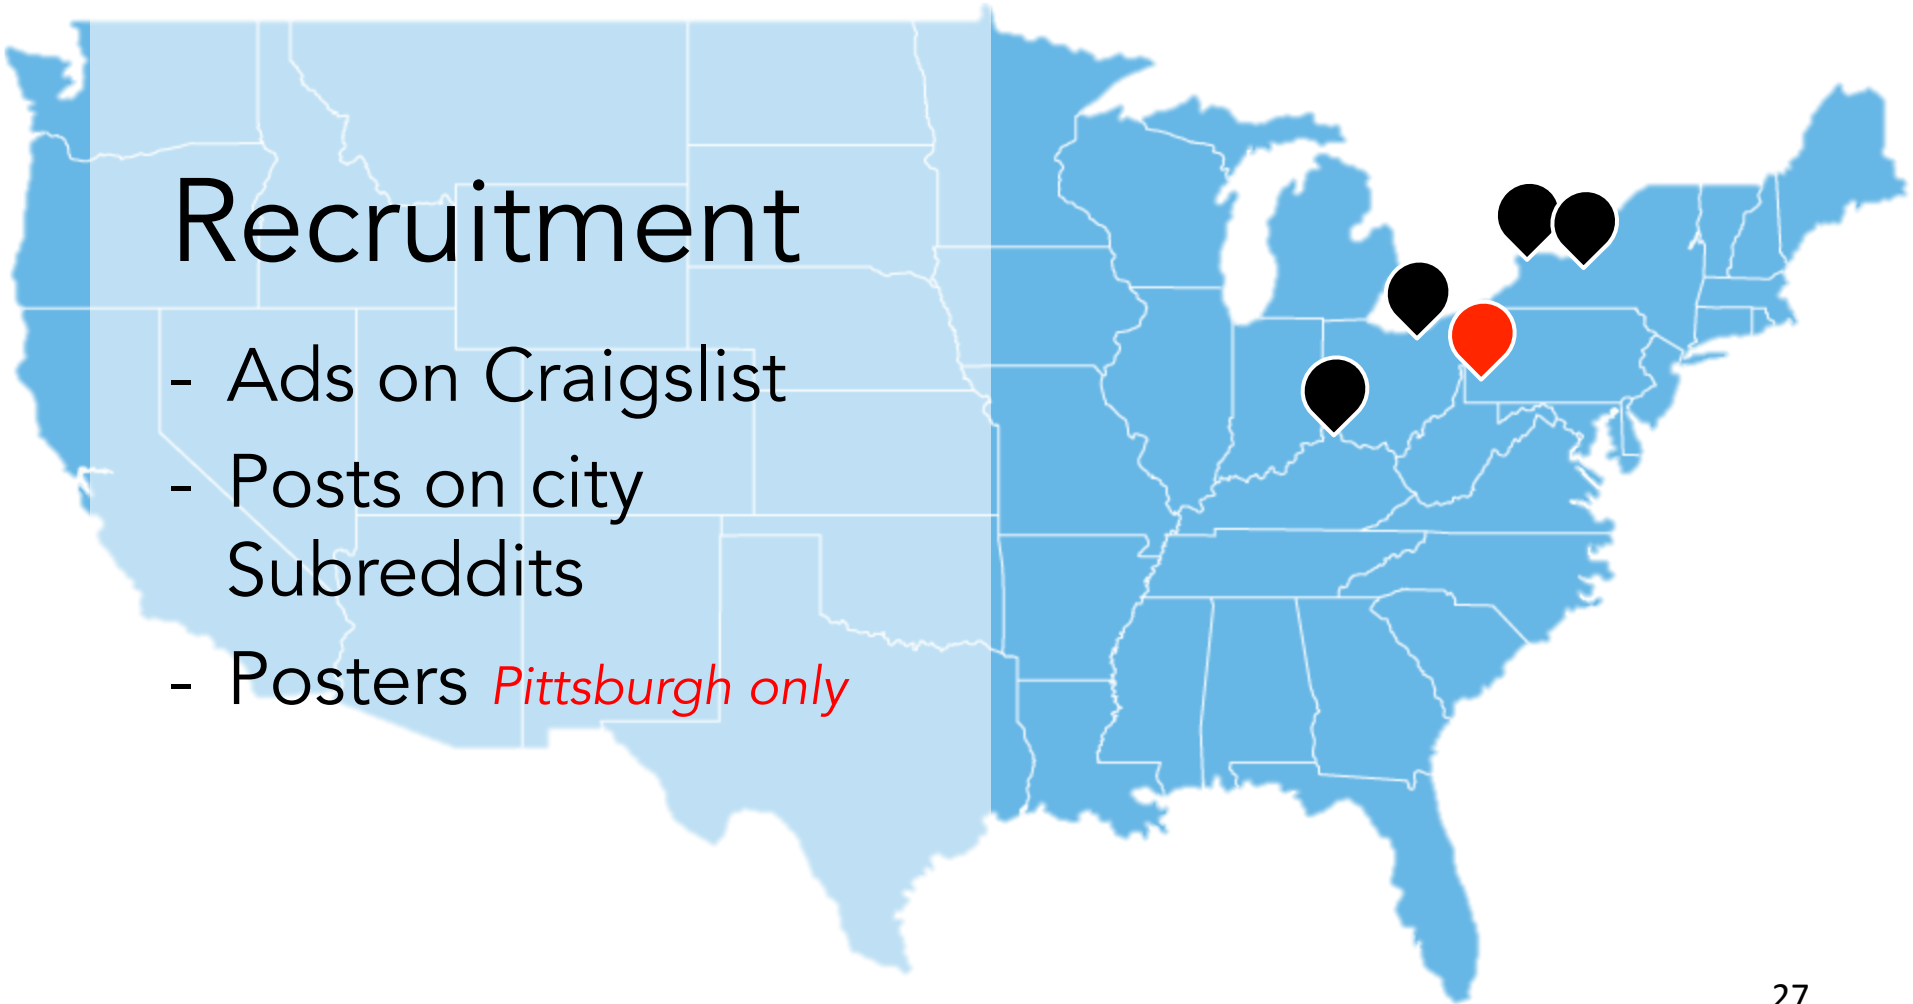 Recruitment
- Ads on Craigslist
- Posts on city
Subreddits
- Posters Pittsburgh only
27